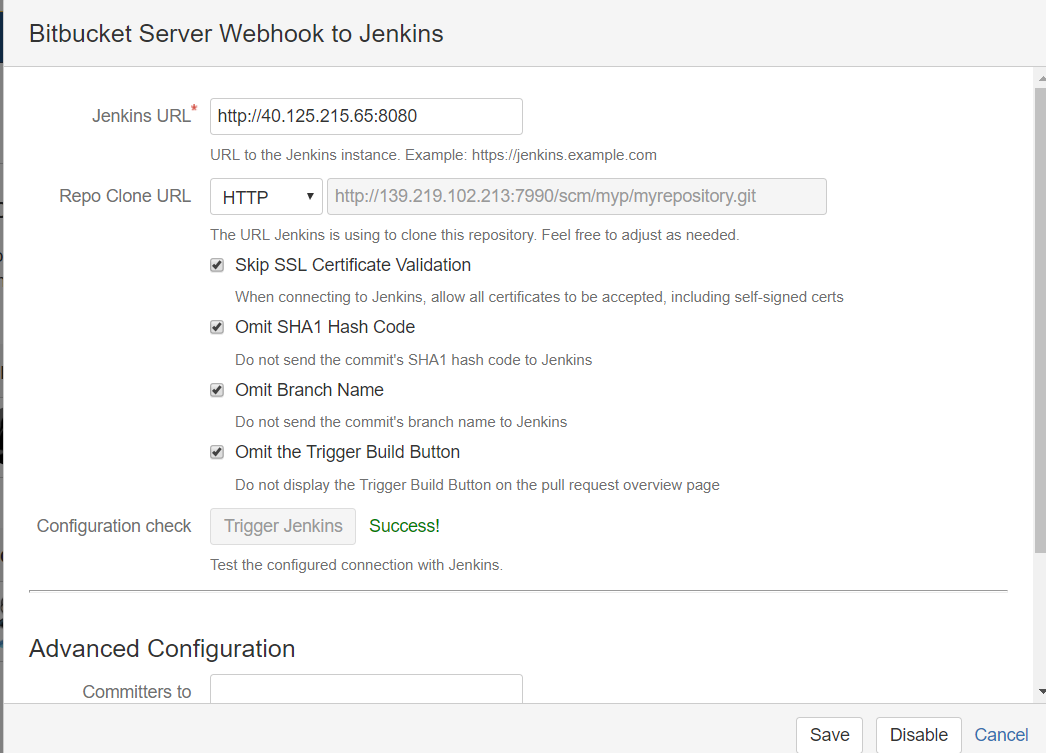 Bitbucket Server Webhook to Jenkins
Jenkins URL* http://40.125.215.65:8080
URL to the Jenkins instance. Example: https://jenkins.example.com
Repo Clone URL HTTP http://139.219.102.213:7990/scm/myp/myrepository.git
The URL Jenkins is using to clone this repository. Feel free to adjust as needed.
Skip SSL Certificate Validation
When connecting to Jenkins, allow all certificates to be accepted, including self-signed certs
Omit SHA1 Hash Code
Do not send the commit's SHA1 hash code to Jenkins
Omit Branch Name
Do not send the commit's branch name to Jenkins
Omit the Trigger Build Button
Do not display the Trigger Build Button on the pull request overview page
Configuration check Trigger Jenkins Success!
Test the configured connection with Jenkins.
Advanced Configuration
Committers to
Save Disable Cancel